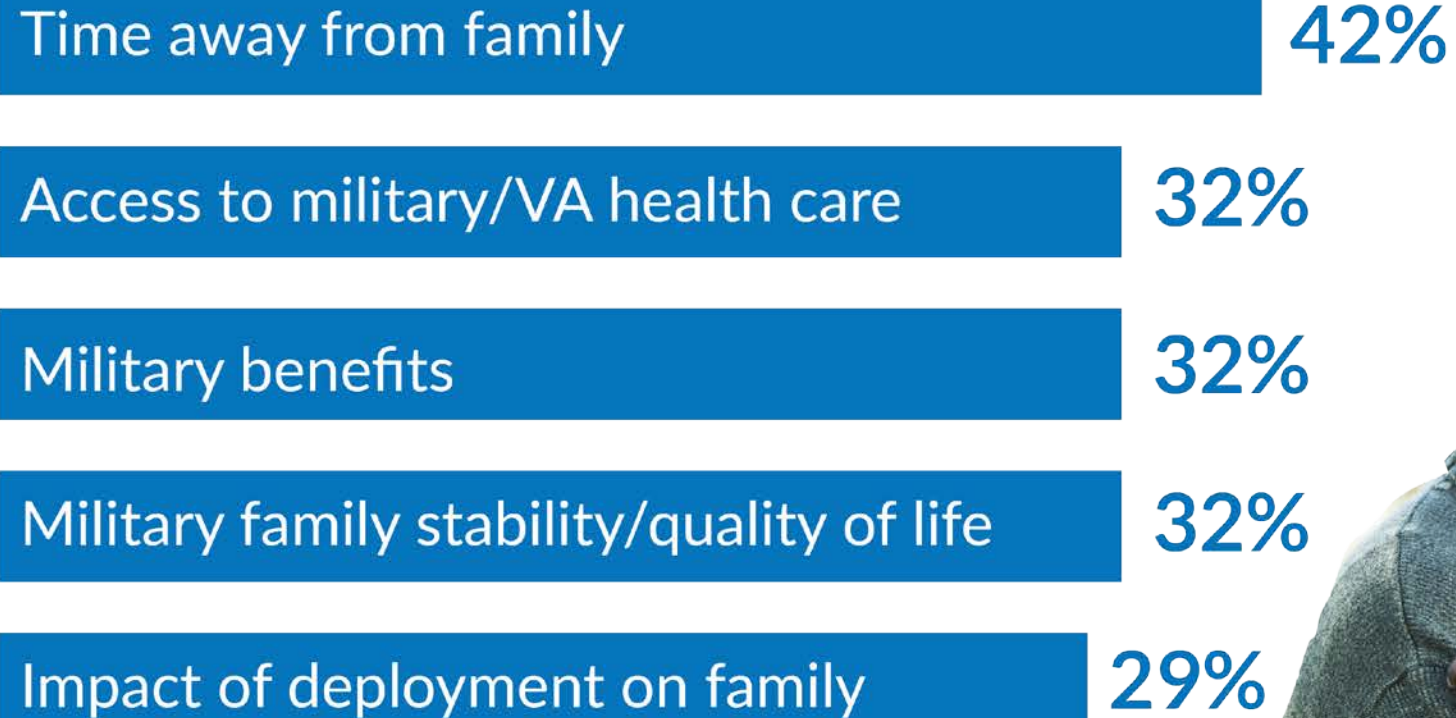 Time away from family 42%
Access to military/VA health care 32%
Military benefits 32%
Military family stability/quality of life 32%
Impact of deployment on family 29%